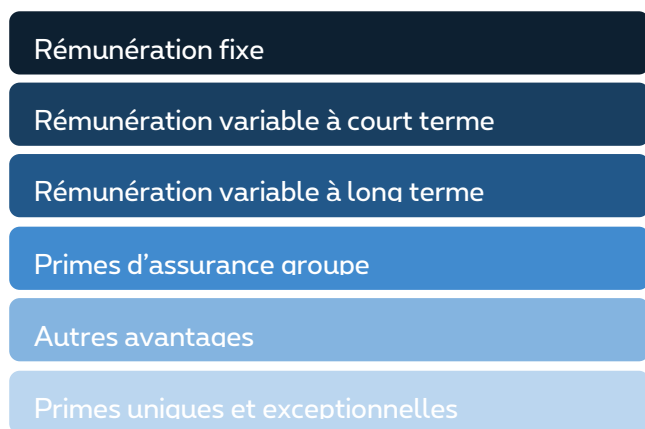 Rémunération fixe
Rémunération variable à court terme
Rémunération variable à long terme
Primes d’assurance groupe
Autres avantages
Primes uniques et exceptionnelles